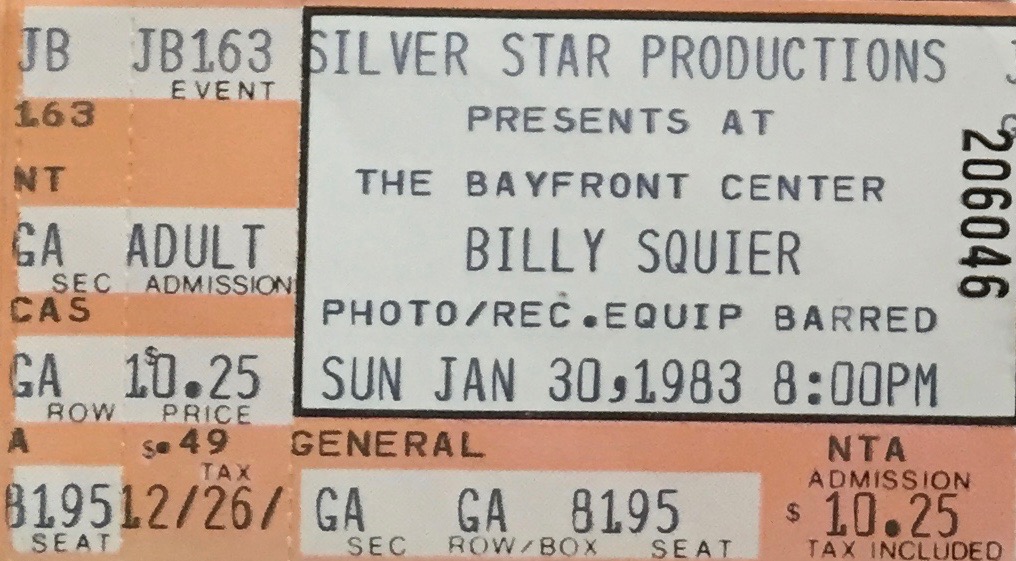 JB JB163
EVENT
163
NT
GA ADULT
SEC ADMISSION
CAS
GA $10.25
ROW PRICE
A $.49
TAX
8195 12/26/
SEAT
SILVER STAR PRODUCTIONS
PRESENTS AT
THE BAYFRONT CENTER
BILLY SQUIER
PHOTO/REC.EQUIP BARRED
SUN JAN 30,1983 8:00PM
206046
GENERAL NTA
ADMISSION
GA GA 8195 $10.25
SEC ROW/BOX SEAT TAX INCLUDED